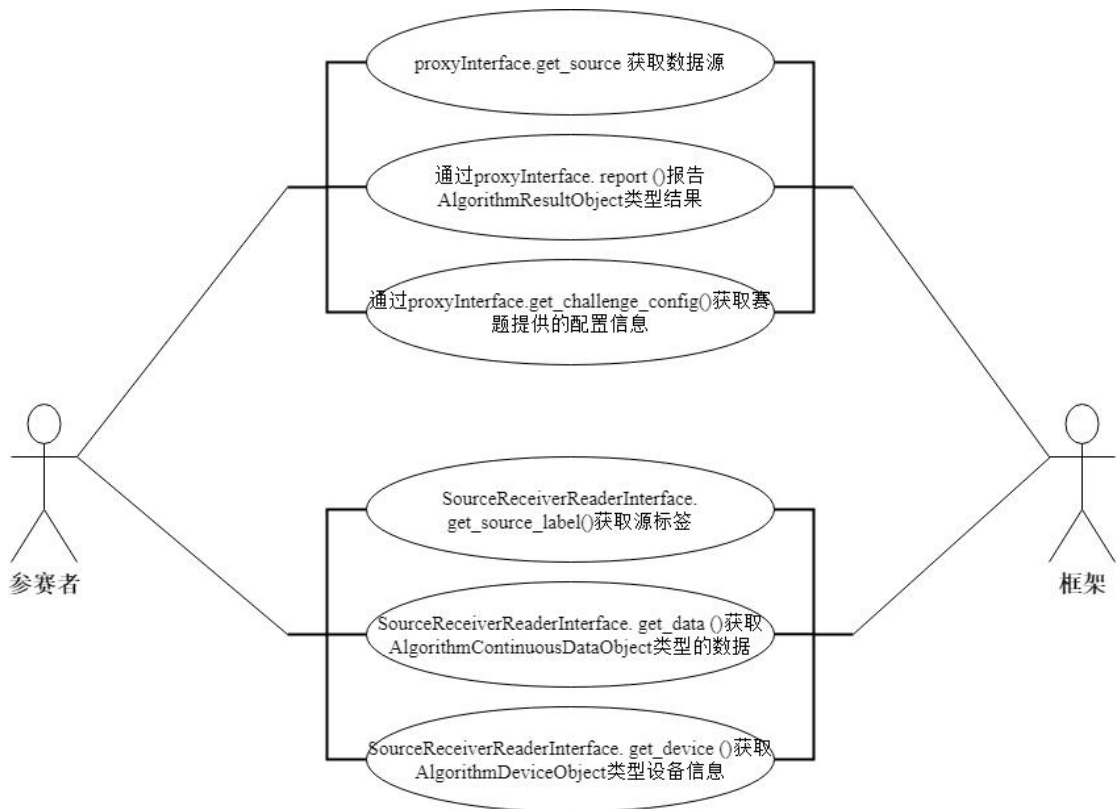 proxyInterface.get_source 获取数据源
通过proxyInterface. report ()报告
AlgorithmResultObject类型结果
通过proxyInterface.get_challenge_config()获取赛
题提供的配置信息
SourceReceiverReaderInterface.
get_source_label()获取源标签
参赛者
框架
SourceReceiverReaderInterface. get_data ()获取
AlgorithmContinuousDataObject类型的数据
SourceReceiverReaderInterface. get_device ()获取
AlgorithmDeviceObject类型设备信息